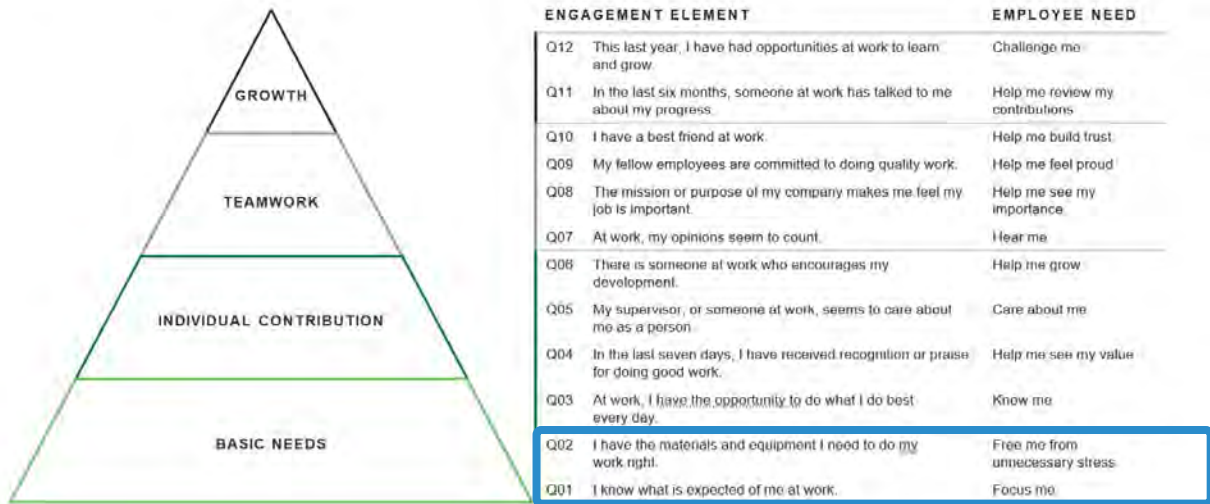 GROWTH
TEAMWORK
INDIVIDUAL CONTRIBUTION
BASIC NEEDS
ENGAGEMENT ELEMENT EMPLOYEE NEED
Q12 This last year, I have had opportunities at work to learn Challenge me
and grow.
Q11 In the last six months, someone at work has talked to me Help me review my
about my progress. contributions
Q10 I have a best friend at work. Help me build trust
Q09 My fellow employees are committed to doing quality work. Help me feel proud
Q08 The mission or purpose of my company makes me feel my Help me see my
job is important. importance
Q07 At work, my opinions seem to count. Hear me
Q06 There is someone at work who encourages my Help me grow
development.
Q05 My supervisor, or someone at work, seems to care about Care about me
me as a person.
Q04 In the last seven days, I have received recognition or praise Help me see my value
for doing good work.
Q03 At work, I have the opportunity to do what I do best Know me
every day.
Q02 I have the materials and equipment I need to do my Free me from
work right. unnecessary stress
Q01 I know what is expected of me at work. Focus me